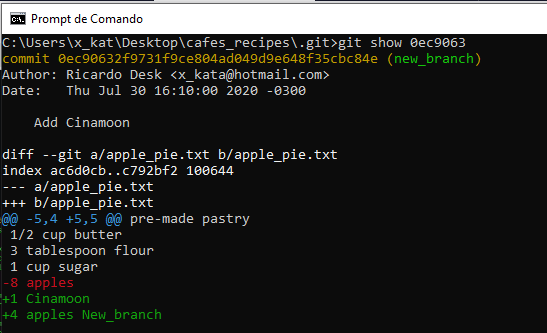 Prompt de Comando
C:\Users\x_kat\Desktop\cafes_recipes\.git>git show 0ec9063
commit 0ec90632f9731f9ce804ad049d9e648f35cbc84e (new_branch)
Author: Ricardo Desk <x_kata@hotmail.com>
Date:   Thu Jul 30 16:10:00 2020 -0300
    Add Cinamoon
diff --git a/apple_pie.txt b/apple_pie.txt
index ac6d0cb..c792bf2 100644
--- a/apple_pie.txt
+++ b/apple_pie.txt
@@ -5,4 +5,5 @@ pre-made pastry
 1/2 cup butter
 3 tablespoon flour
 1 cup sugar
-8 apples
+1 Cinamoon
+4 apples New_branch